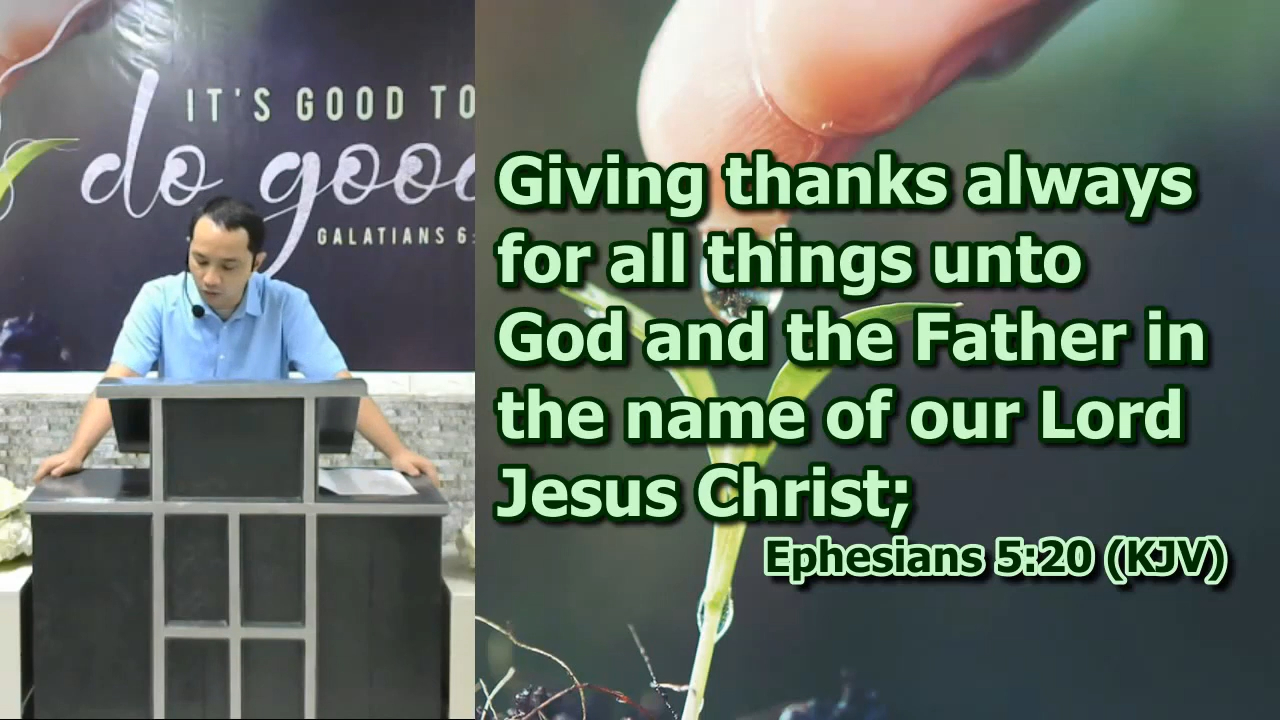 IT'S GOOD TO
do good
GALATIANS 6:
Giving thanks always
for all things unto
God and the Father in
the name of our Lord
Jesus Christ;
Ephesians 5:20 (KJV)